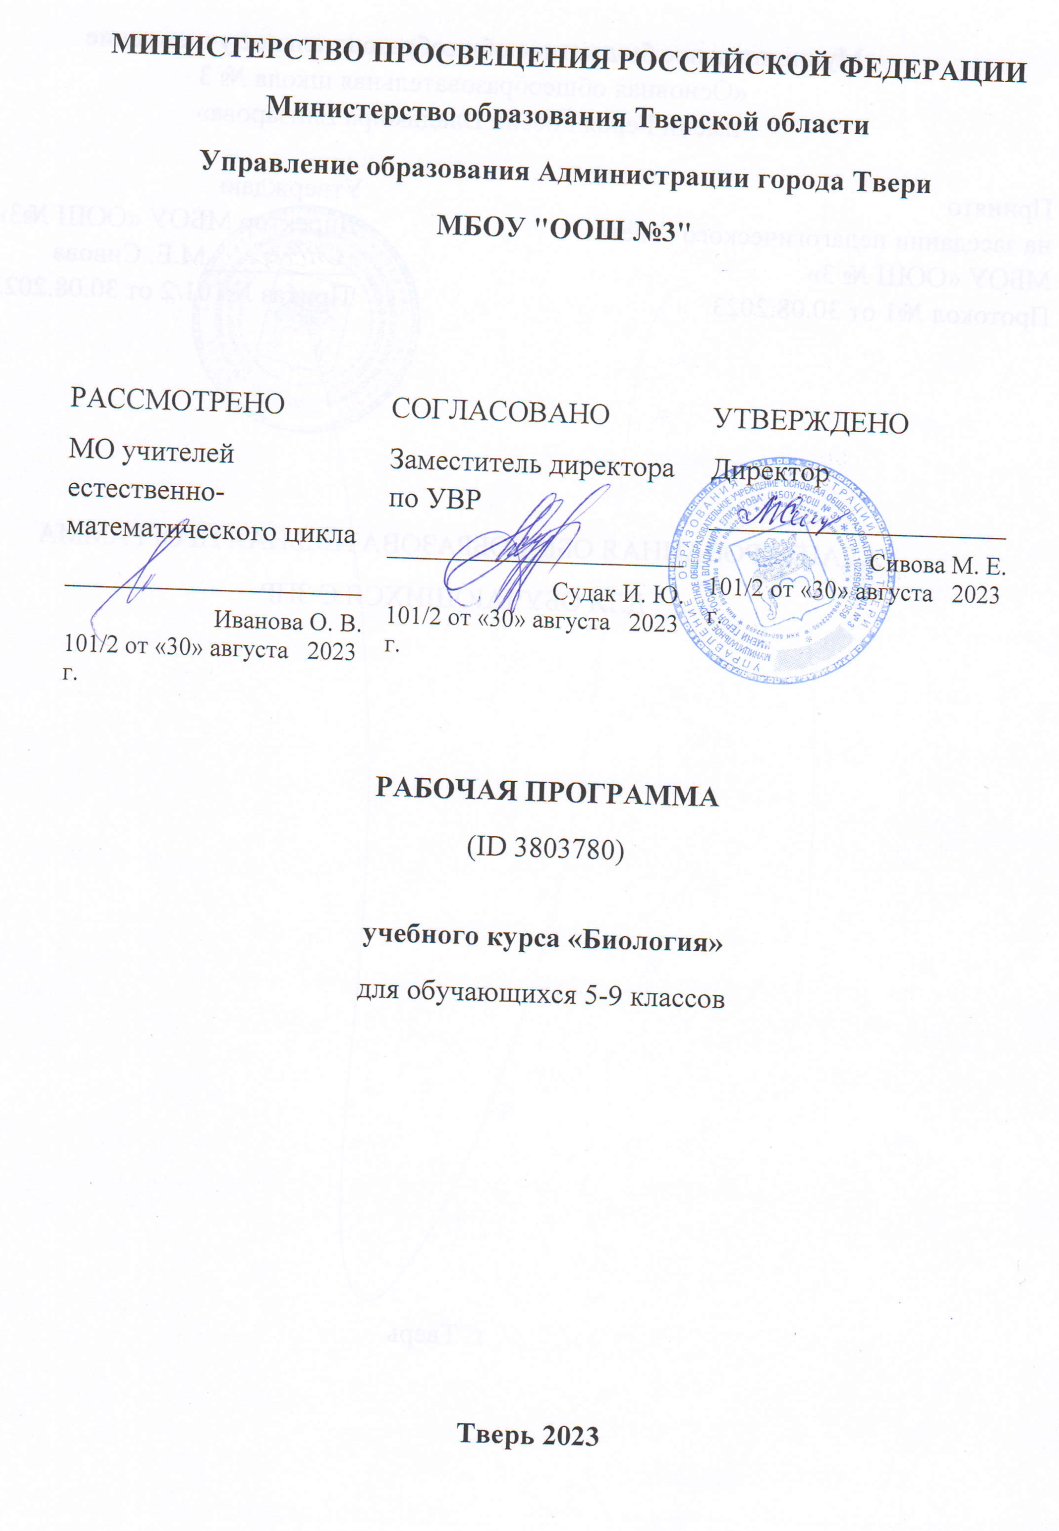 МИНИСТЕРСТВО ПРОСВЕЩЕНИЯ РОССИЙСКОЙ ФЕДЕРАЦИИ
Министерство образования Тверской области
Управление образования Администрации города Твери
МБОУ "ООШ №3"
РАССМОТРЕНО
МО учителей
естественно-
математического цикла
Иванова О. В.
101/2 от «30» августа 2023
г.
СОГЛАСОВАНО
Заместитель директора
по УВР
Судак И. Ю.
101/2 от «30» августа 2023
г.
УТВЕРЖДЕНО
Директор
Сивова М. Е.
101/2 от «30» августа 2023
г.
РАБОЧАЯ ПРОГРАММА
(ID 3803780)
учебного курса «Биология»
для обучающихся 5-9 классов
Тверь 2023